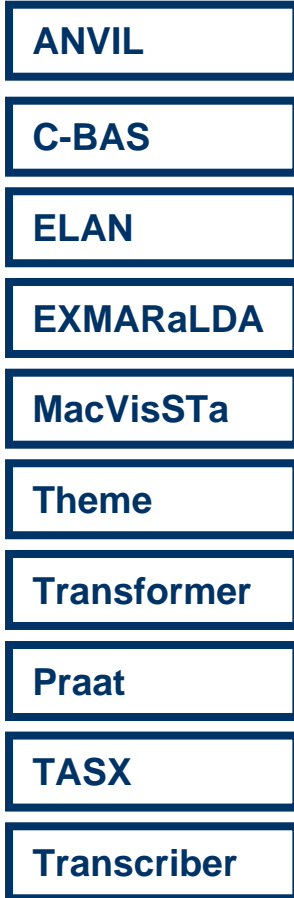 ANVIL
C-BAS
ELAN
EXMARaLDA
MacVisSTa
Theme
Transformer
Praat
TASX
Transcriber